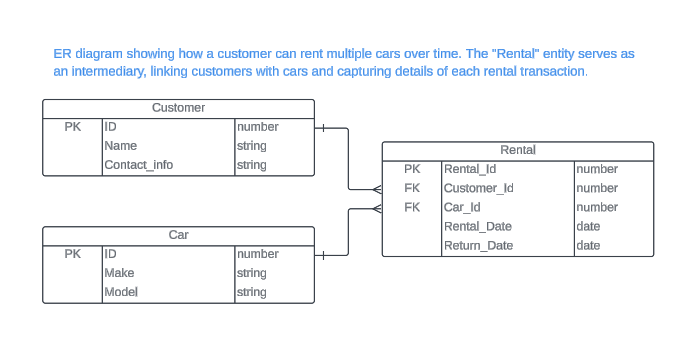 ER diagram showing how a customer can rent multiple cars over time. The "Rental" entity serves as
an intermediary, linking customers with cars and capturing details of each rental transaction.
Customer
PK ID number
Name string
Contact_info string
Rental
PK Rental_Id number
FK Customer_Id number
FK Car_Id number
Rental_Date date
Return_Date date
Car
PK ID number
Make string
Model string